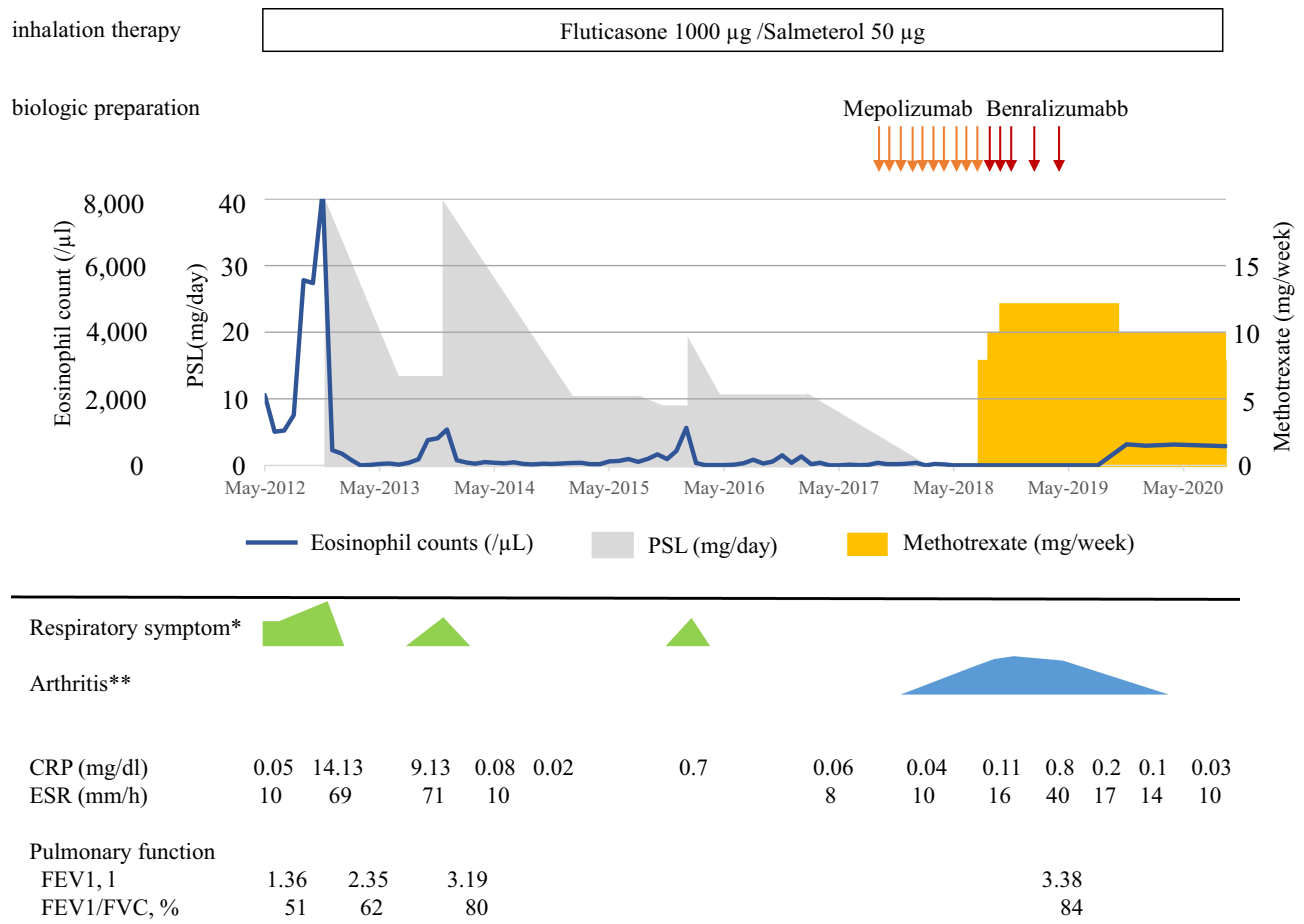 inhalation therapy
Fluticasone 1000 µg /Salmeterol 50 µg
biologic preparation
Mepolizumab Benralizumabb
Eosinophil count (/µl)
8,000
6,000
4,000
2,000
0
PSL(mg/day)
40
30
20
10
0
15
10
5
0
Methotrexate (mg/week)
May-2012 May-2013 May-2014 May-2015 May-2016 May-2017 May-2018 May-2019 May-2020
Eosinophil counts (/µL) PSL (mg/day) Methotrexate (mg/week)
Respiratory symptom*
Arthritis**
CRP (mg/dl) 0.05 14.13 9.13 0.08 0.02 0.7 0.06 0.04 0.11 0.8 0.2 0.1 0.03
ESR (mm/h) 10 69 71 10 8 10 16 40 17 14 10
Pulmonary function
FEV1, l 1.36 2.35 3.19 3.38
FEV1/FVC, % 51 62 80 84